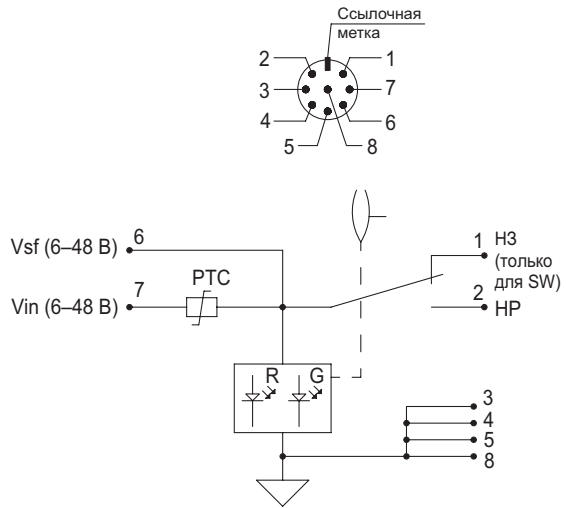 Ссылочная
метка
2
1
3
7
4
6
5
8
Vsf (6–48 В)
6
1
НЗ
(только
для SW)
Vin (6–48 В)
7
PTC
2
НР
R
G
3
4
5
8